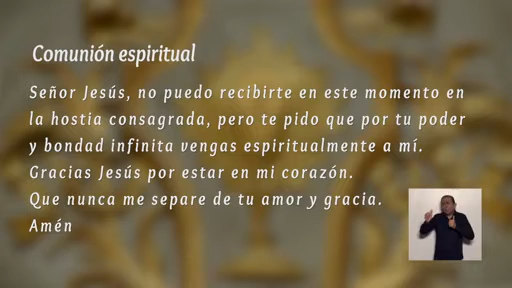 Comunión espiritual
Señor Jesús, no puedo recibirte en este momento en
la hostia consagrada, pero te pido que por tu poder
y bondad infinita vengas espiritualmente a mí.
Gracias Jesús por estar en mi corazón.
Que nunca me separe de tu amor y gracia.
Amén